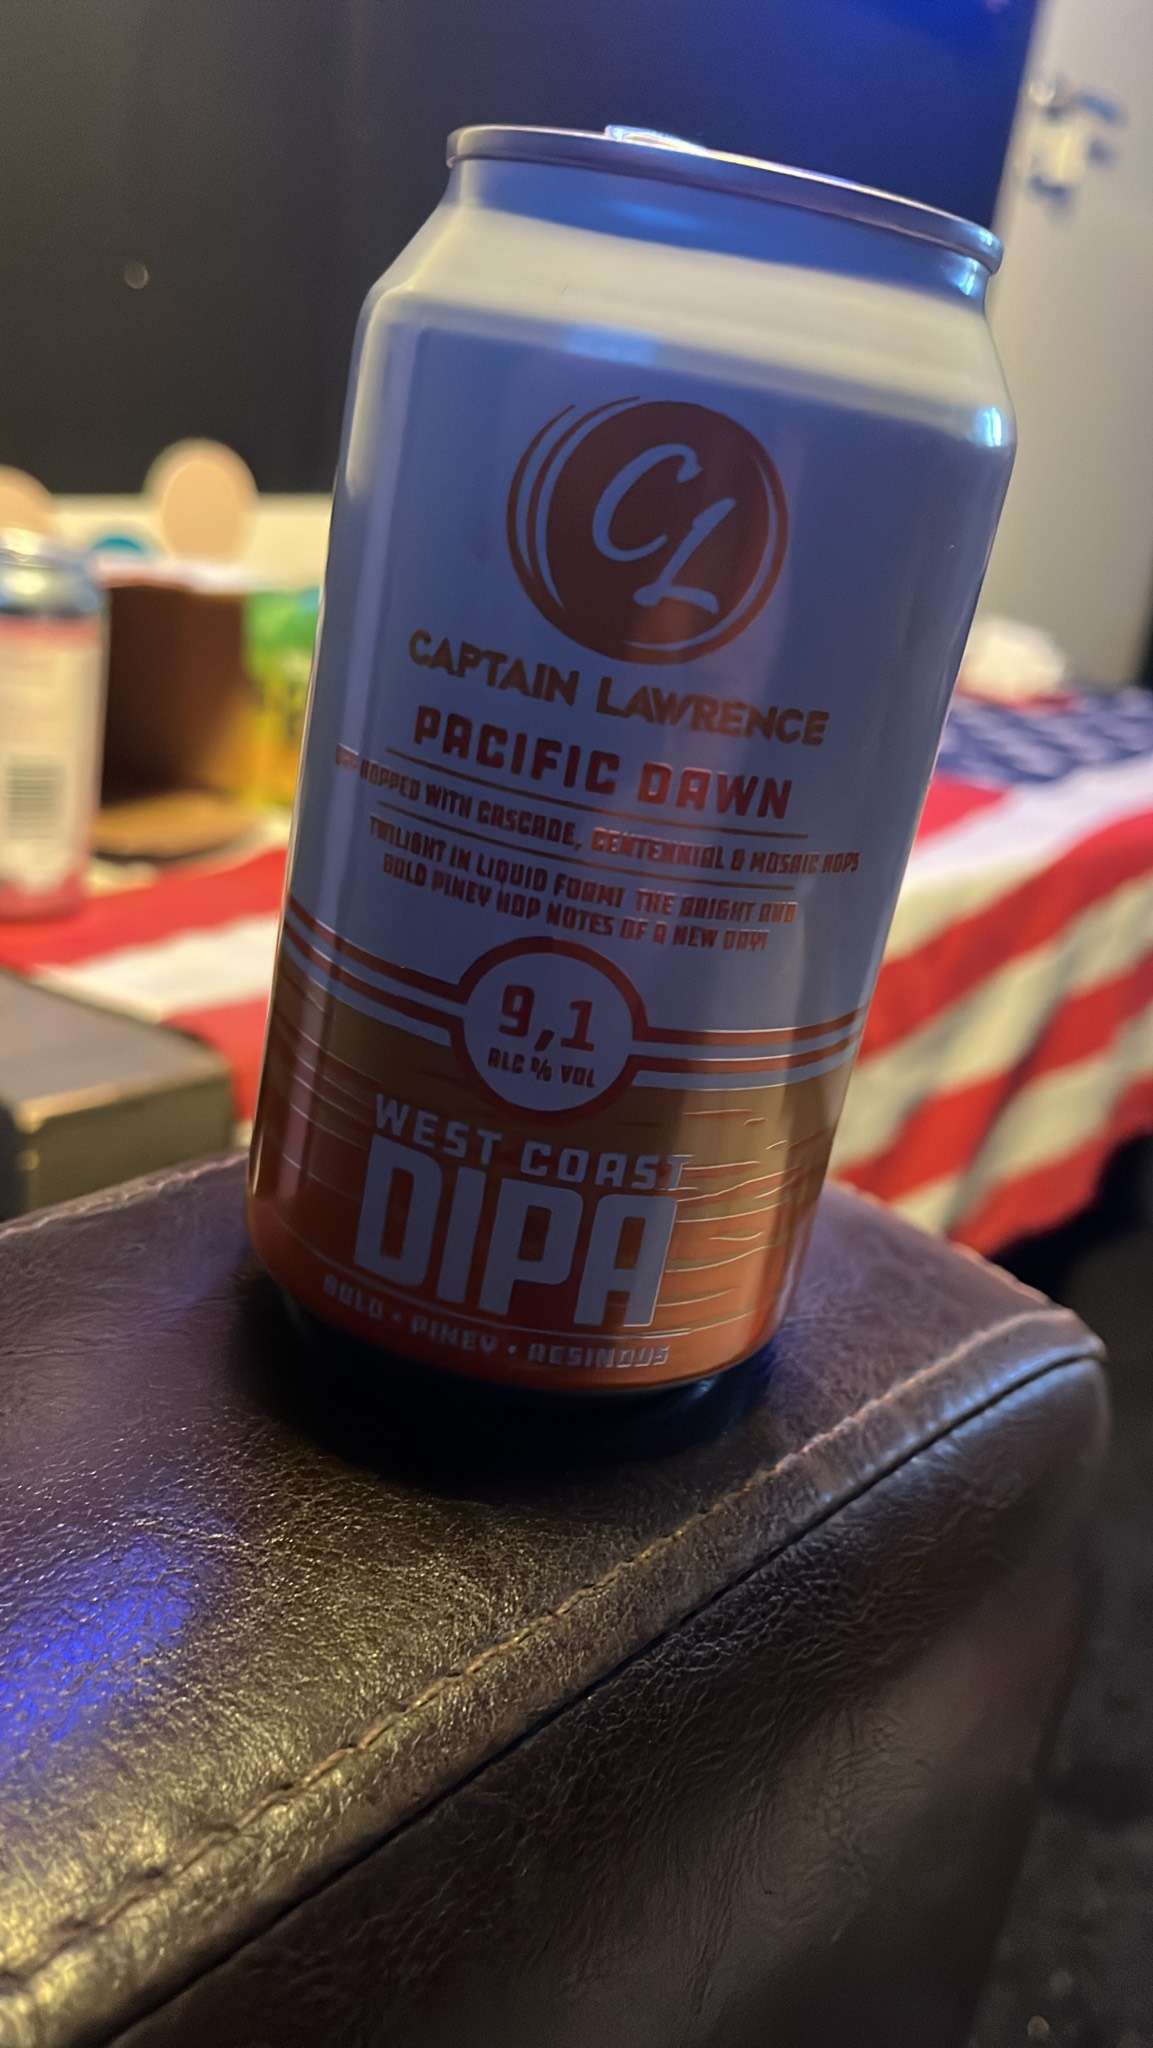 CL
CAPTAIN LAWRENCE
PACIFIC DAWN
HOPPED WITH CASCADE, CENTENNIAL & MOSAIC HOPS
TWILIGHT IN LIQUID FORM! THE BRIGHT AND
BOLD PINEY HOP NOTES OF A NEW DAY!
9,1
ALC % VOL
WEST COAST
DIPA
BOLD • PINEY • RESINOUS